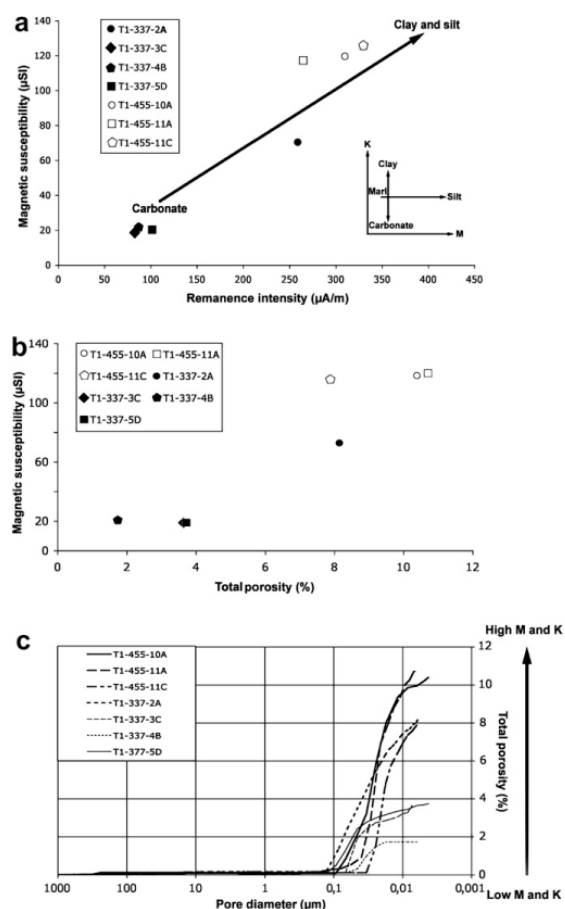 a
Magnetic susceptibility (µSI)
140
120
100
80
60
40
20
0
● T1-337-2A
◆ T1-337-3C
⬟ T1-337-4B
■ T1-337-5D
○ T1-455-10A
□ T1-455-11A
⬠ T1-455-11C
Clay and silt
Carbonate
K
Clay
Marl
Silt
Carbonate
M
0 50 100 150 200 250 300 350 400 450
Remanence intensity (µA/m)
b
Magnetic susceptibility (µSI)
140
120
100
80
60
40
20
0
○ T1-455-10A □ T1-455-11A
⬠ T1-455-11C ● T1-337-2A
◆ T1-337-3C ⬟ T1-337-4B
■ T1-337-5D
0 2 4 6 8 10 12
Total porosity (%)
c
High M and K
T1-455-10A
T1-455-11A
T1-455-11C
T1-337-2A
T1-337-3C
T1-337-4B
T1-377-5D
12
10
8
6
4
2
0
Total porosity (%)
1000 100 10 1 0,1 0,01 0,001
Pore diameter (µm)
Low M and K